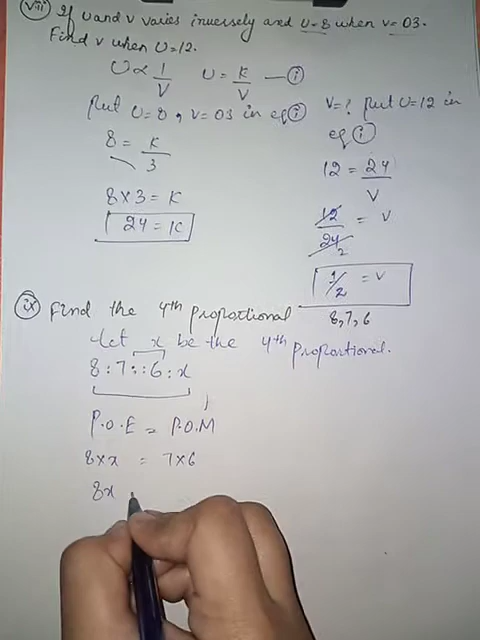 (viii) If U and V varies inversely and U=8 when V=03.
Find V when U=12.
U ∝ 1/V   U = K/V —(i)
Put U=8, V=03 in eq(i)
8 = K/3
8×3 = K
24 = K
V=? put U=12 in
eq(i)
12 = 24/V
12/24 2 = V
1/2 = V
(ix) Find the 4th proportional 8,7,6
Let x be the 4th proportional.
8:7::6:x
P.O.E = P.O.M
8×x = 7×6
8x